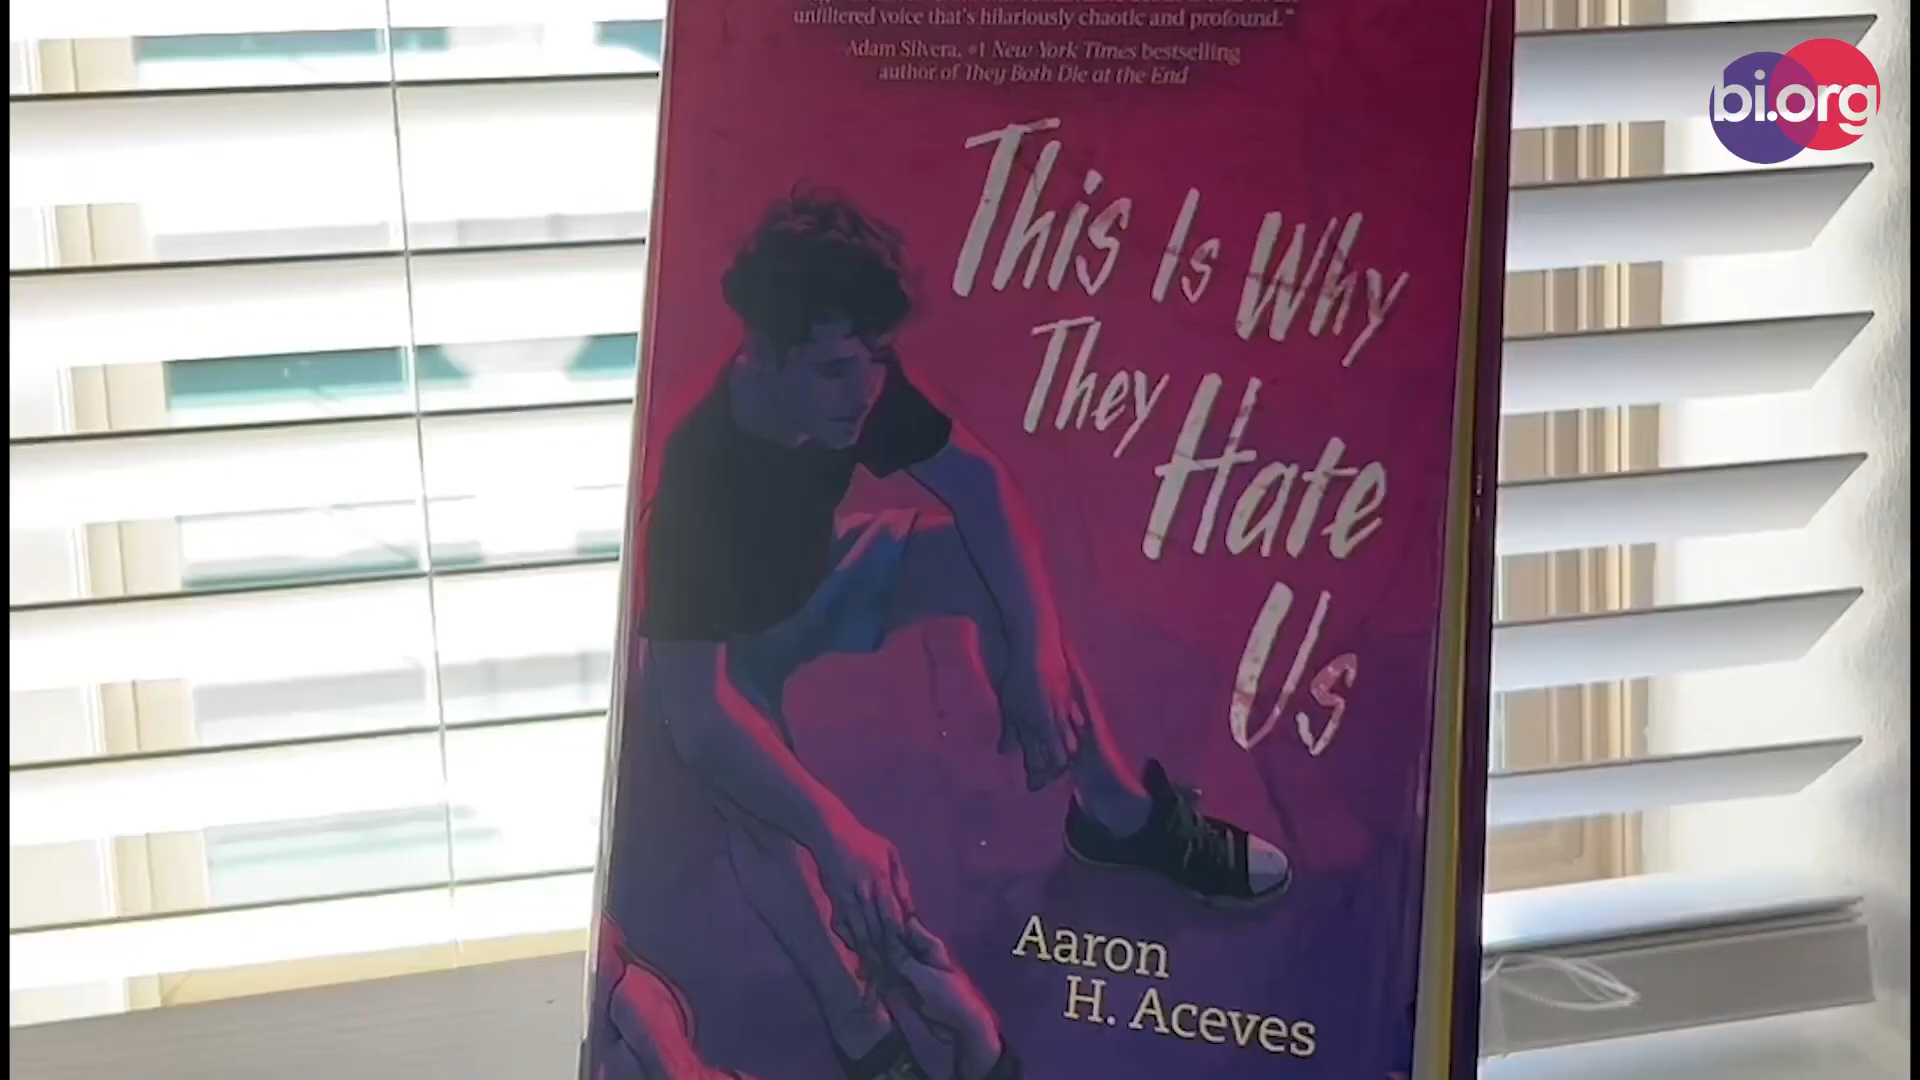 unfiltered voice that's hilariously chaotic and profound."
Adam Silvera, #1 New York Times bestselling
author of They Both Die at the End
This Is Why
They Hate
Us
Aaron
H. Aceves
bi.org